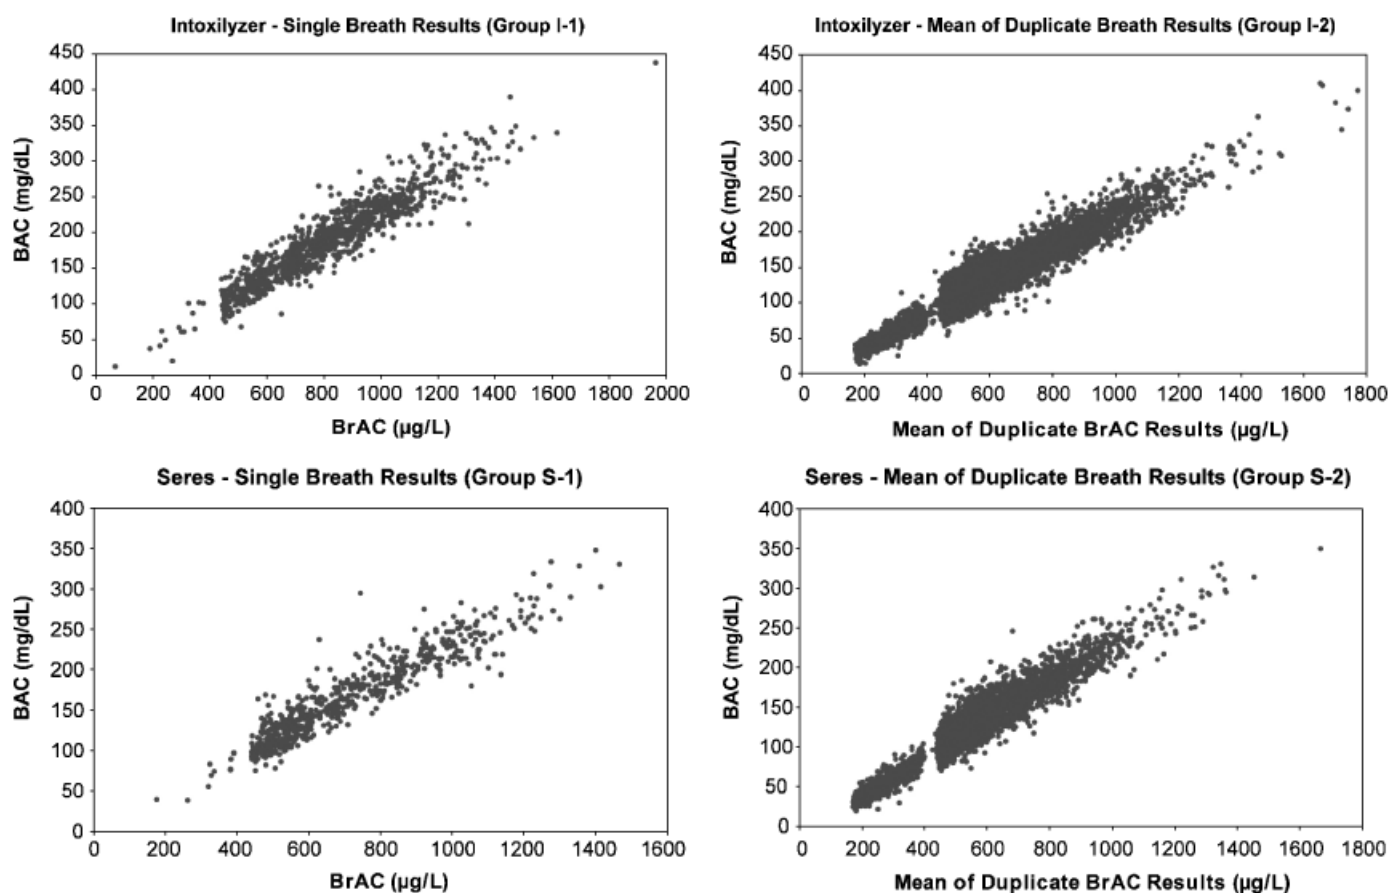 Intoxilyzer - Single Breath Results (Group I-1)
450
400
350
300
250
200
150
100
50
0
BAC (mg/dL)
0 200 400 600 800 1000 1200 1400 1600 2000
BrAC (µg/L)
Intoxilyzer - Mean of Duplicate Breath Results (Group I-2)
450
400
350
300
250
200
150
100
50
0
BAC (mg/dL)
0 200 400 600 800 1000 1200 1400 1600 1800
Mean of Duplicate BrAC Results (µg/L)
Seres - Single Breath Results (Group S-1)
400
350
300
250
200
150
100
50
0
BAC (mg/dL)
0 200 400 600 800 1000 1200 1400 1600
BrAC (µg/L)
Seres - Mean of Duplicate Breath Results (Group S-2)
400
350
300
250
200
150
100
50
0
BAC (mg/dL)
0 200 400 600 800 1000 1200 1400 1600 1800
Mean of Duplicate BrAC Results (µg/L)